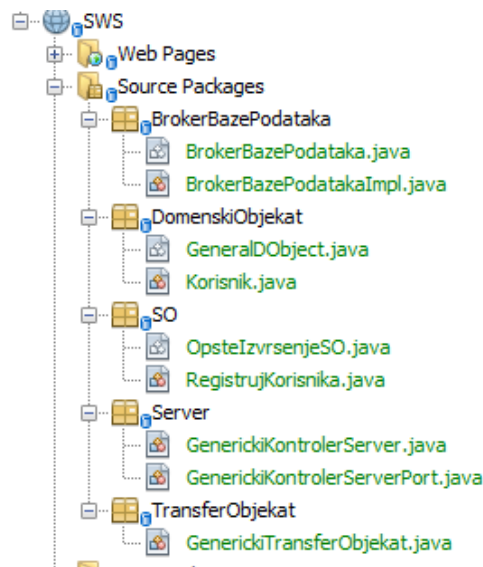 SWS
Web Pages
Source Packages
BrokerBazePodataka
BrokerBazePodataka.java
BrokerBazePodatakaImpl.java
DomenskiObjekat
GeneralDObject.java
Korisnik.java
SO
OpsteIzvrsenjeSO.java
RegistrujKorisnika.java
Server
GenerickiKontrolerServer.java
GenerickiKontrolerServerPort.java
TransferObjekat
GenerickiTransferObjekat.java